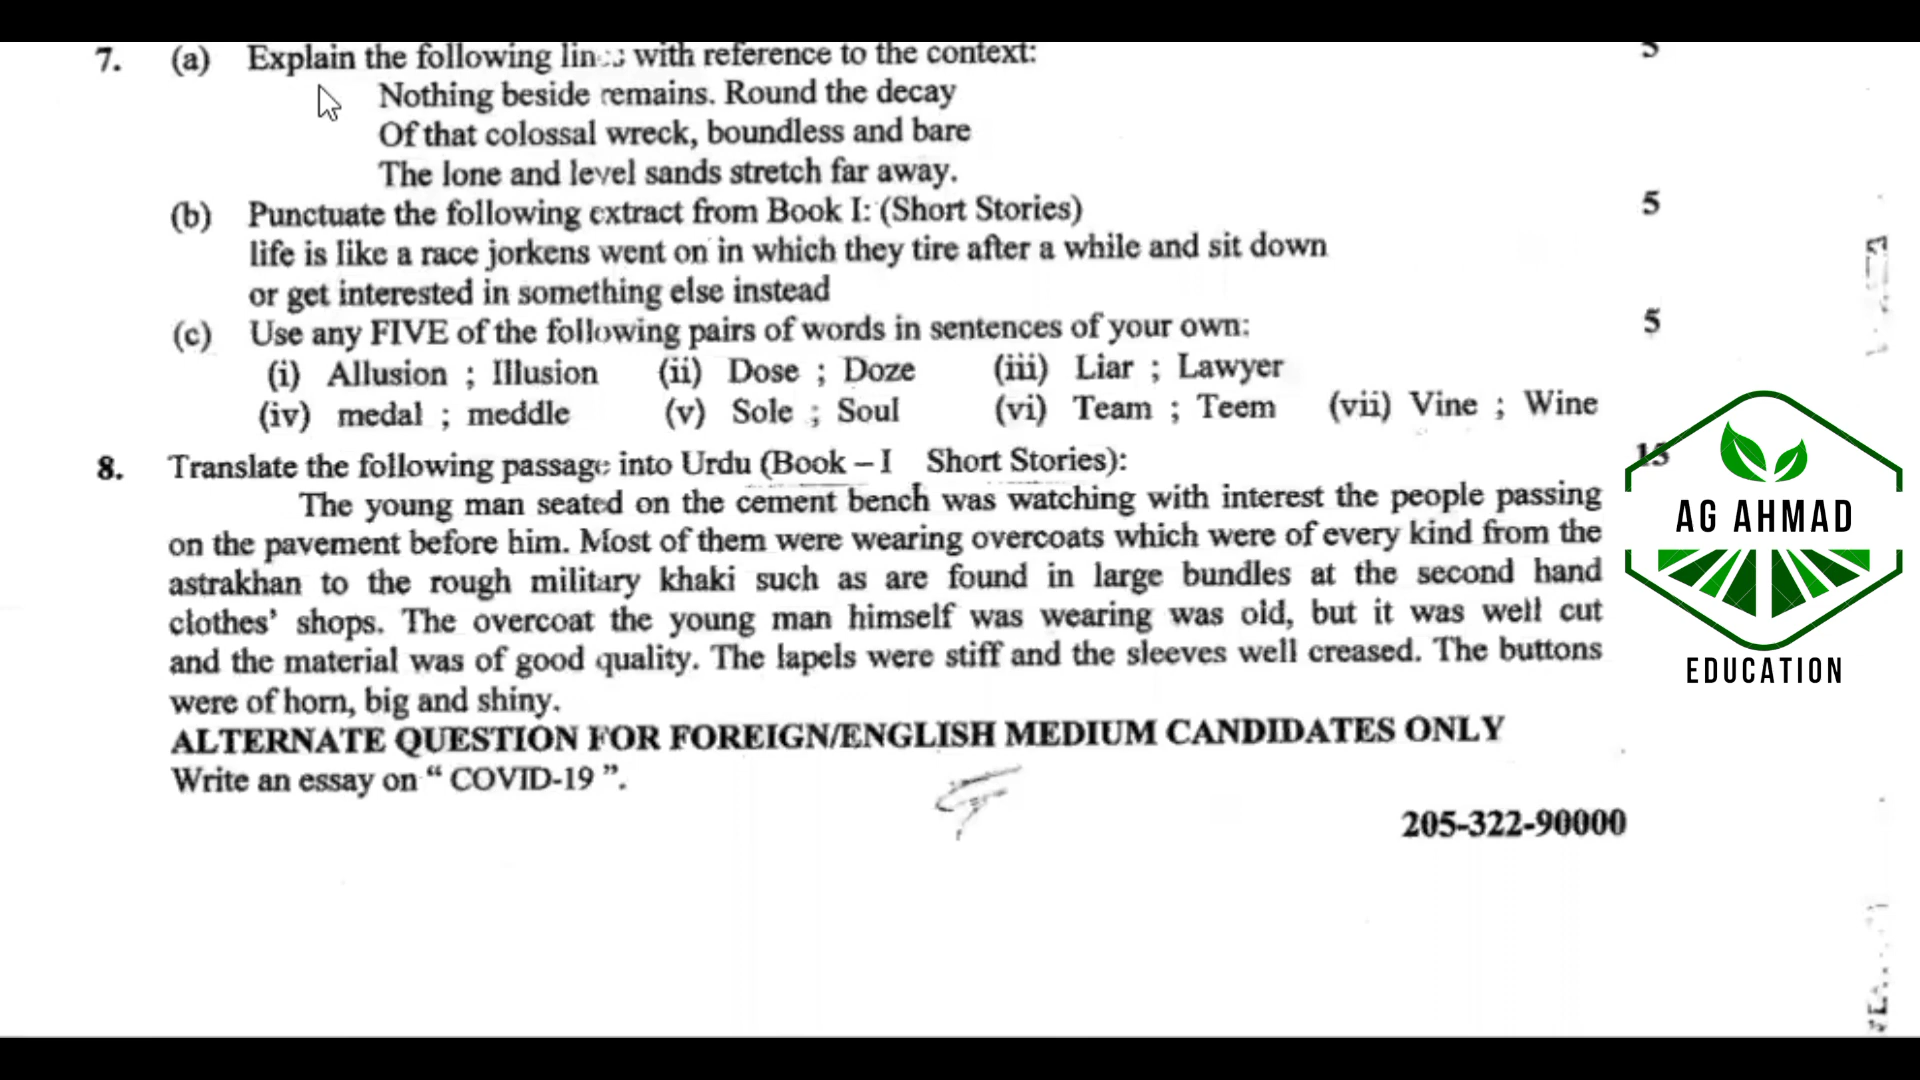 7. (a) Explain the following lines with reference to the context: 5
Nothing beside remains. Round the decay
Of that colossal wreck, boundless and bare
The lone and level sands stretch far away.
(b) Punctuate the following extract from Book I: (Short Stories) 5
life is like a race jorkens went on in which they tire after a while and sit down
or get interested in something else instead
(c) Use any FIVE of the following pairs of words in sentences of your own: 5
(i) Allusion ; Illusion (ii) Dose ; Doze (iii) Liar ; Lawyer
(iv) medal ; meddle (v) Sole ; Soul (vi) Team ; Teem (vii) Vine ; Wine
8. Translate the following passage into Urdu (Book – I Short Stories): 15
The young man seated on the cement bench was watching with interest the people passing
on the pavement before him. Most of them were wearing overcoats which were of every kind from the
astrakhan to the rough military khaki such as are found in large bundles at the second hand
clothes' shops. The overcoat the young man himself was wearing was old, but it was well cut
and the material was of good quality. The lapels were stiff and the sleeves well creased. The buttons
were of horn, big and shiny.
ALTERNATE QUESTION FOR FOREIGN/ENGLISH MEDIUM CANDIDATES ONLY
Write an essay on “ COVID-19 ”.
205-322-90000
AG AHMAD
EDUCATION